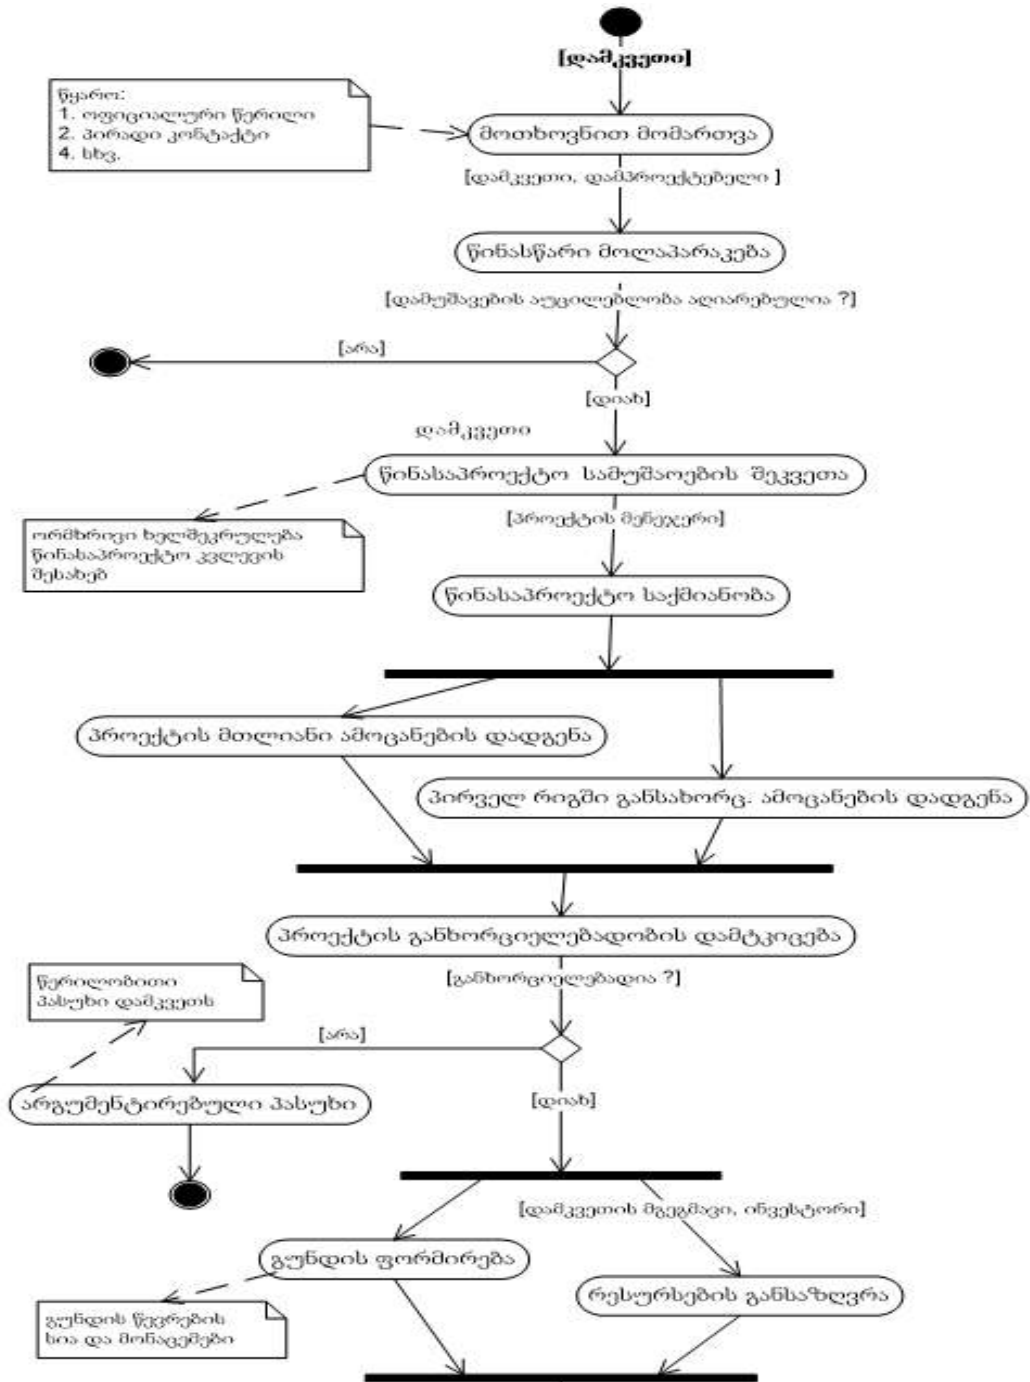 [დამკვეთი]
წყარო:
1. ოფიციალური წერილი
2. პირადი კონტაქტი
4. სხვ.
მოთხოვნით მომართვა
[დამკვეთი, დამპროექტებელი ]
წინასწარი მოლაპარაკება
[დამუშავების აუცილებლობა აღიარებულია ?]
[არა]
[დიახ]
დამკვეთი
წინასაპროექტო სამუშაოების შეკვეთა
[პროექტის მენეჯერი]
ორმხრივი ხელშეკრულება
წინასაპროექტო კვლევის
შესახებ
წინასაპროექტო საქმიანობა
პროექტის მთლიანი ამოცანების დადგენა
პირველ რიგში განსახორც. ამოცანების დადგენა
პროექტის განხორციელებადობის დამტკიცება
[განხორციელებადია ?]
წერილობითი
პასუხი დამკვეთს
[არა]
არგუმენტირებული პასუხი
[დიახ]
[დამკვეთის მგეგმავი, ინვესტორი]
გუნდის ფორმირება
რესურსების განსაზღვრა
გუნდის წევრების
სია და მონაცემები